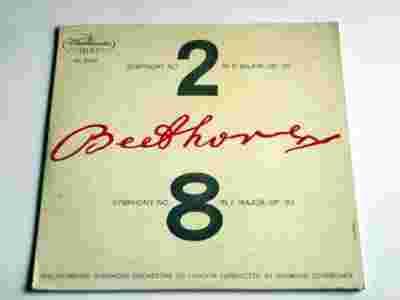 Westminster
SYMPHONY NO. 2 IN D MAJOR, OP. 36
Beethoven
SYMPHONY NO. 8 IN F MAJOR, OP. 93
PHILHARMONIC SYMPHONY ORCHESTRA OF LONDON CONDUCTED BY HERMANN SCHERCHEN